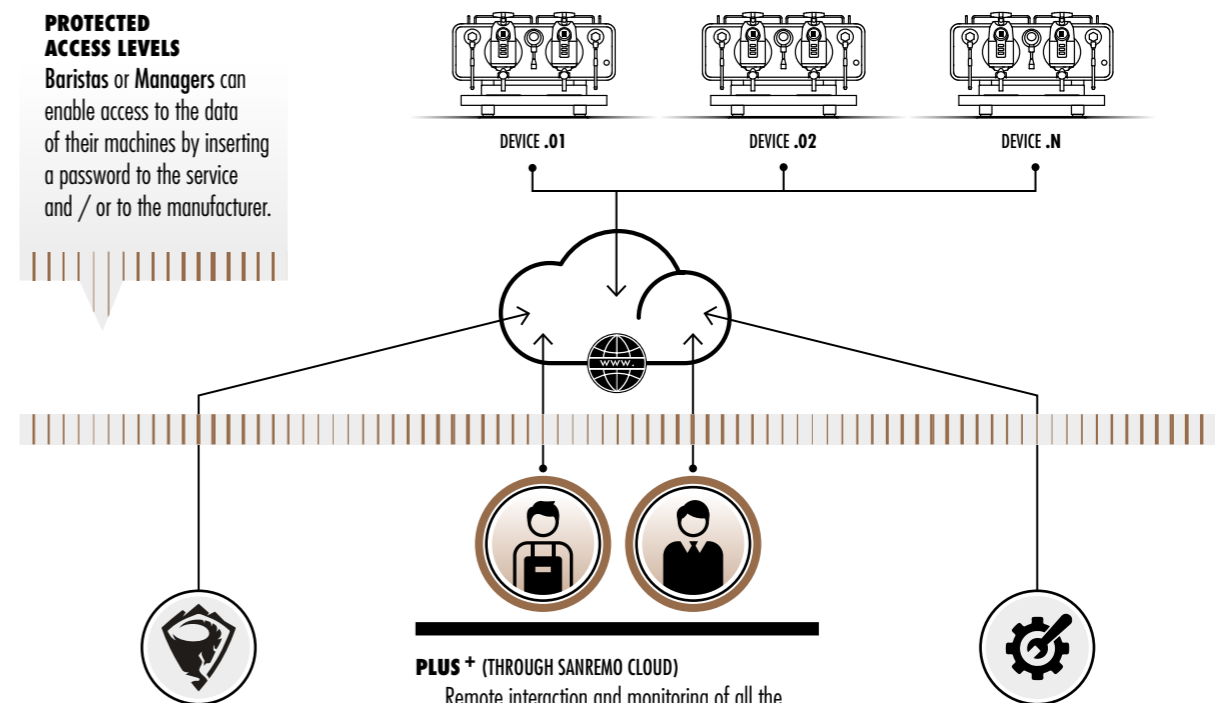 PROTECTED
ACCESS LEVELS
Baristas or Managers can
enable access to the data
of their machines by inserting
a password to the service
and / or to the manufacturer.
DEVICE .01
DEVICE .02
DEVICE .N
www.
PLUS + (THROUGH SANREMO CLOUD)
Remote interaction and monitoring of all the